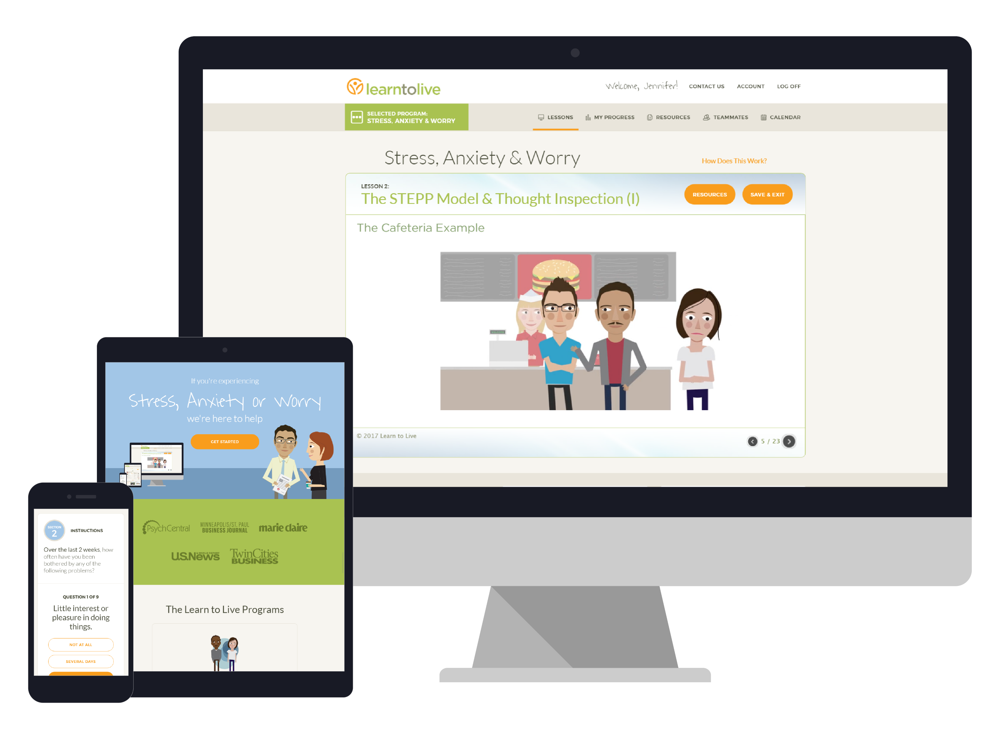 learntolive
Welcome, Jennifer!
CONTACT US
ACCOUNT
LOG OFF
SELECTED PROGRAM:
STRESS, ANXIETY & WORRY
LESSONS
MY PROGRESS
RESOURCES
TEAMMATES
CALENDAR
Stress, Anxiety & Worry
How Does This Work?
LESSON 2:
The STEPP Model & Thought Inspection (I)
RESOURCES
SAVE & EXIT
The Cafeteria Example
WELCOME
© 2017 Learn to Live
5 / 23
If you're experiencing
Stress, Anxiety or Worry
we're here to help
GET STARTED
PsychCentral
MINNEAPOLIS/ST. PAUL
BUSINESS JOURNAL
marie claire
U.S.News
& WORLD REPORT
TwinCities
BUSINESS
The Learn to Live Programs
SECTION
2
INSTRUCTIONS
Over the last 2 weeks, how
often have you been
bothered by any of the
following problems?
QUESTION 1 OF 9
Little interest or
pleasure in doing
things.
NOT AT ALL
SEVERAL DAYS